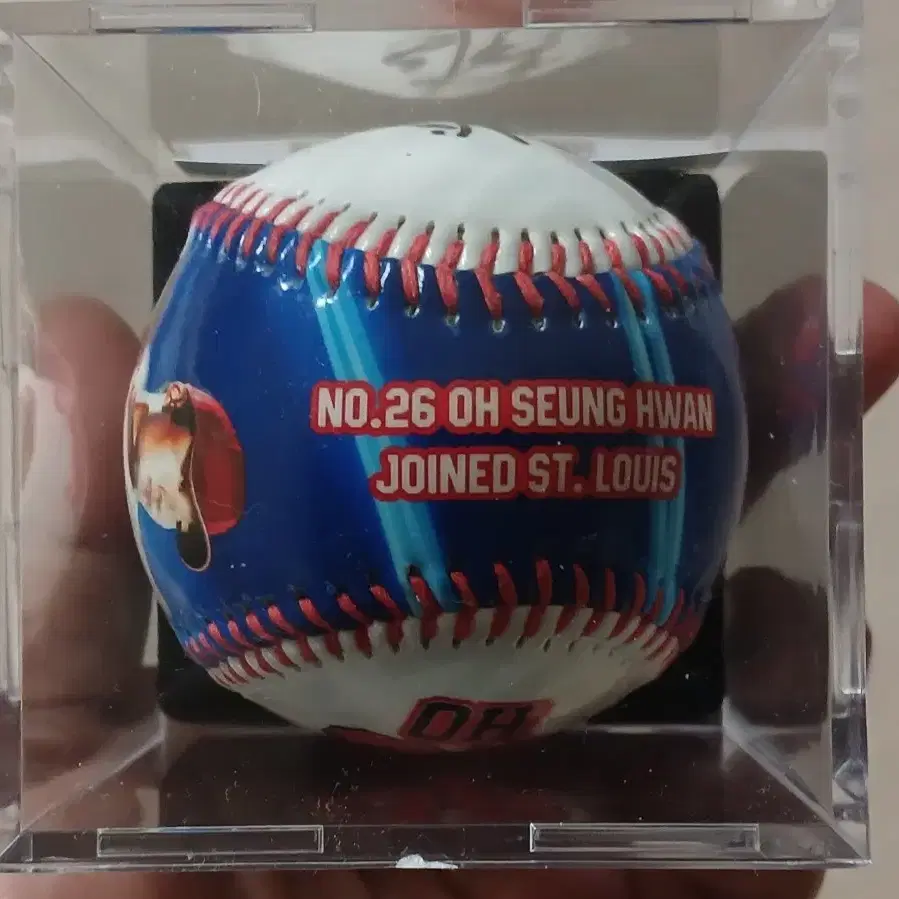 NO.26 OH SEUNG HWAN
JOINED ST. LOUIS
OH